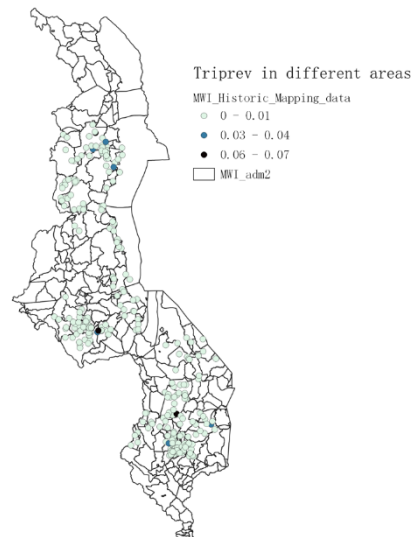 Triprev in different areas
MWI_Historic_Mapping_data
0 - 0.01
0.03 - 0.04
0.06 - 0.07
MWI_adm2